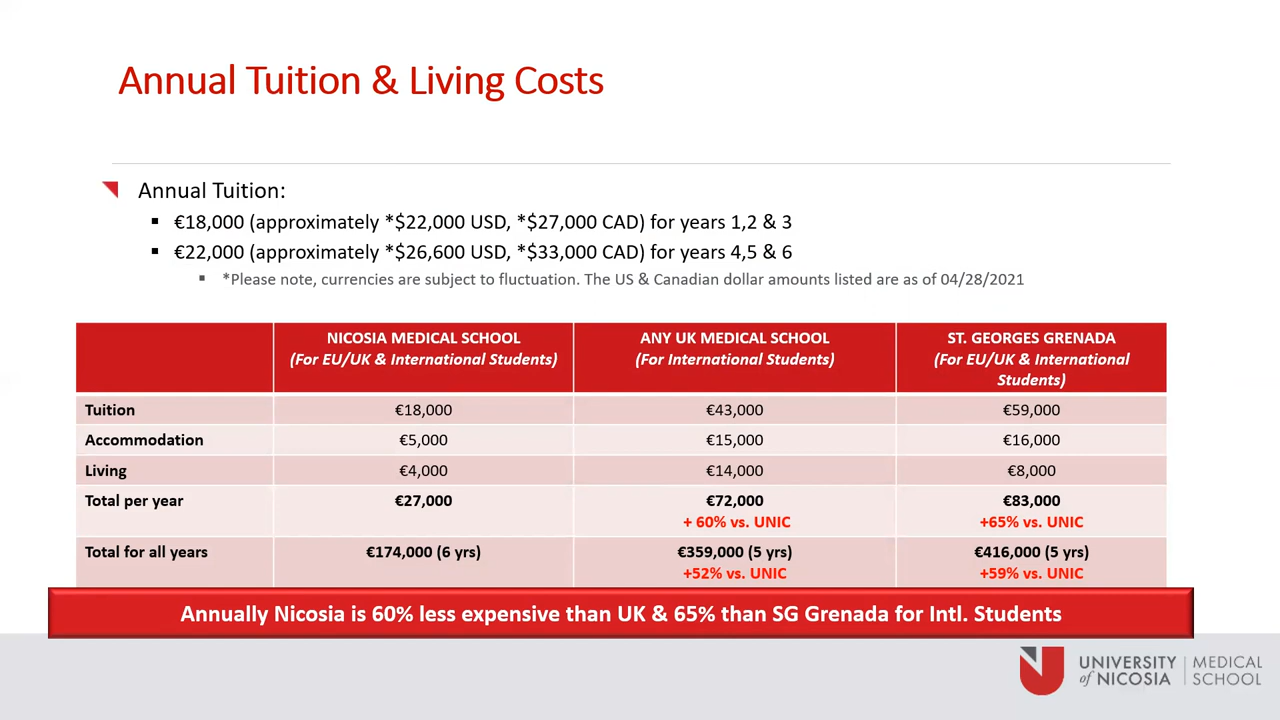 Annual Tuition & Living Costs
Annual Tuition:
€18,000 (approximately *$22,000 USD, *$27,000 CAD) for years 1,2 & 3
€22,000 (approximately *$26,600 USD, *$33,000 CAD) for years 4,5 & 6
*Please note, currencies are subject to fluctuation. The US & Canadian dollar amounts listed are as of 04/28/2021
NICOSIA MEDICAL SCHOOL
(For EU/UK & International Students)
ANY UK MEDICAL SCHOOL
(For International Students)
ST. GEORGES GRENADA
(For EU/UK & International
Students)
Tuition €18,000 €43,000 €59,000
Accommodation €5,000 €15,000 €16,000
Living €4,000 €14,000 €8,000
Total per year €27,000 €72,000 €83,000
+ 60% vs. UNIC +65% vs. UNIC
Total for all years €174,000 (6 yrs) €359,000 (5 yrs) €416,000 (5 yrs)
+52% vs. UNIC +59% vs. UNIC
Annually Nicosia is 60% less expensive than UK & 65% than SG Grenada for Intl. Students
UNIVERSITY
of NICOSIA
MEDICAL
SCHOOL